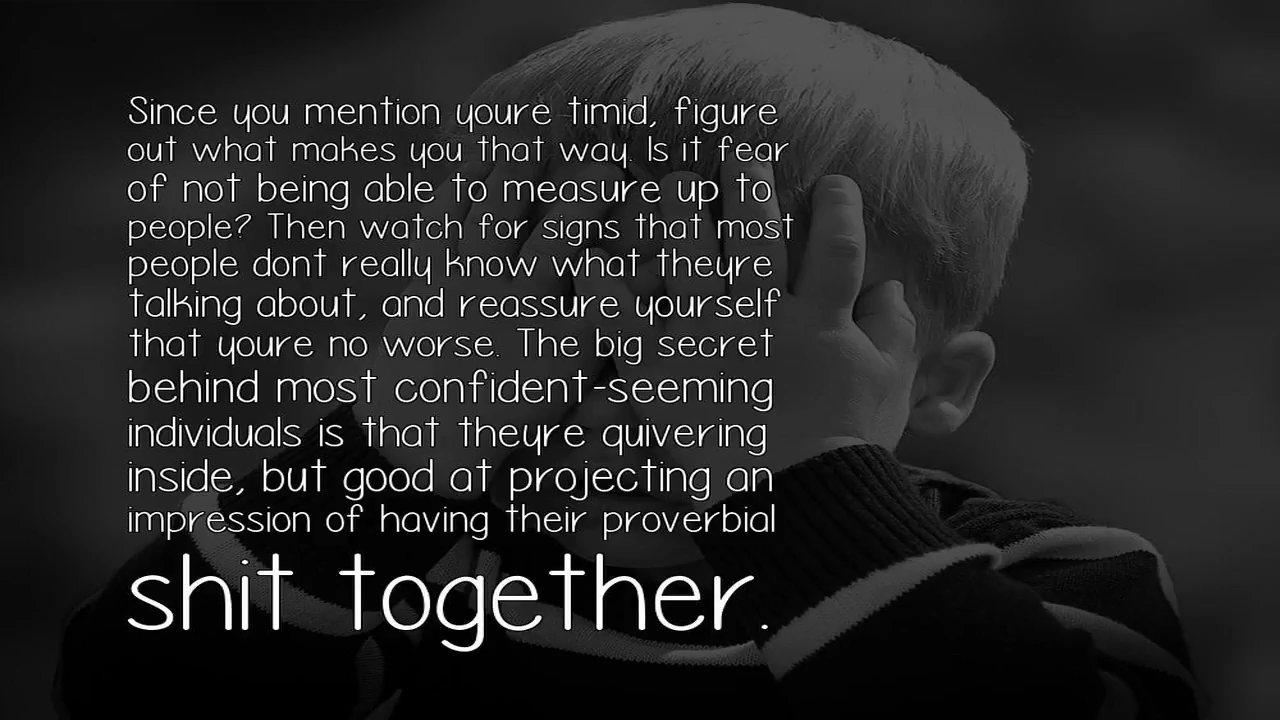 Since you mention youre timid, figure
out what makes you that way. Is it fear
of not being able to measure up to
people? Then watch for signs that most
people dont really know what theyre
talking about, and reassure yourself
that youre no worse. The big secret
behind most confident-seeming
individuals is that theyre quivering
inside, but good at projecting an
impression of having their proverbial
shit together.